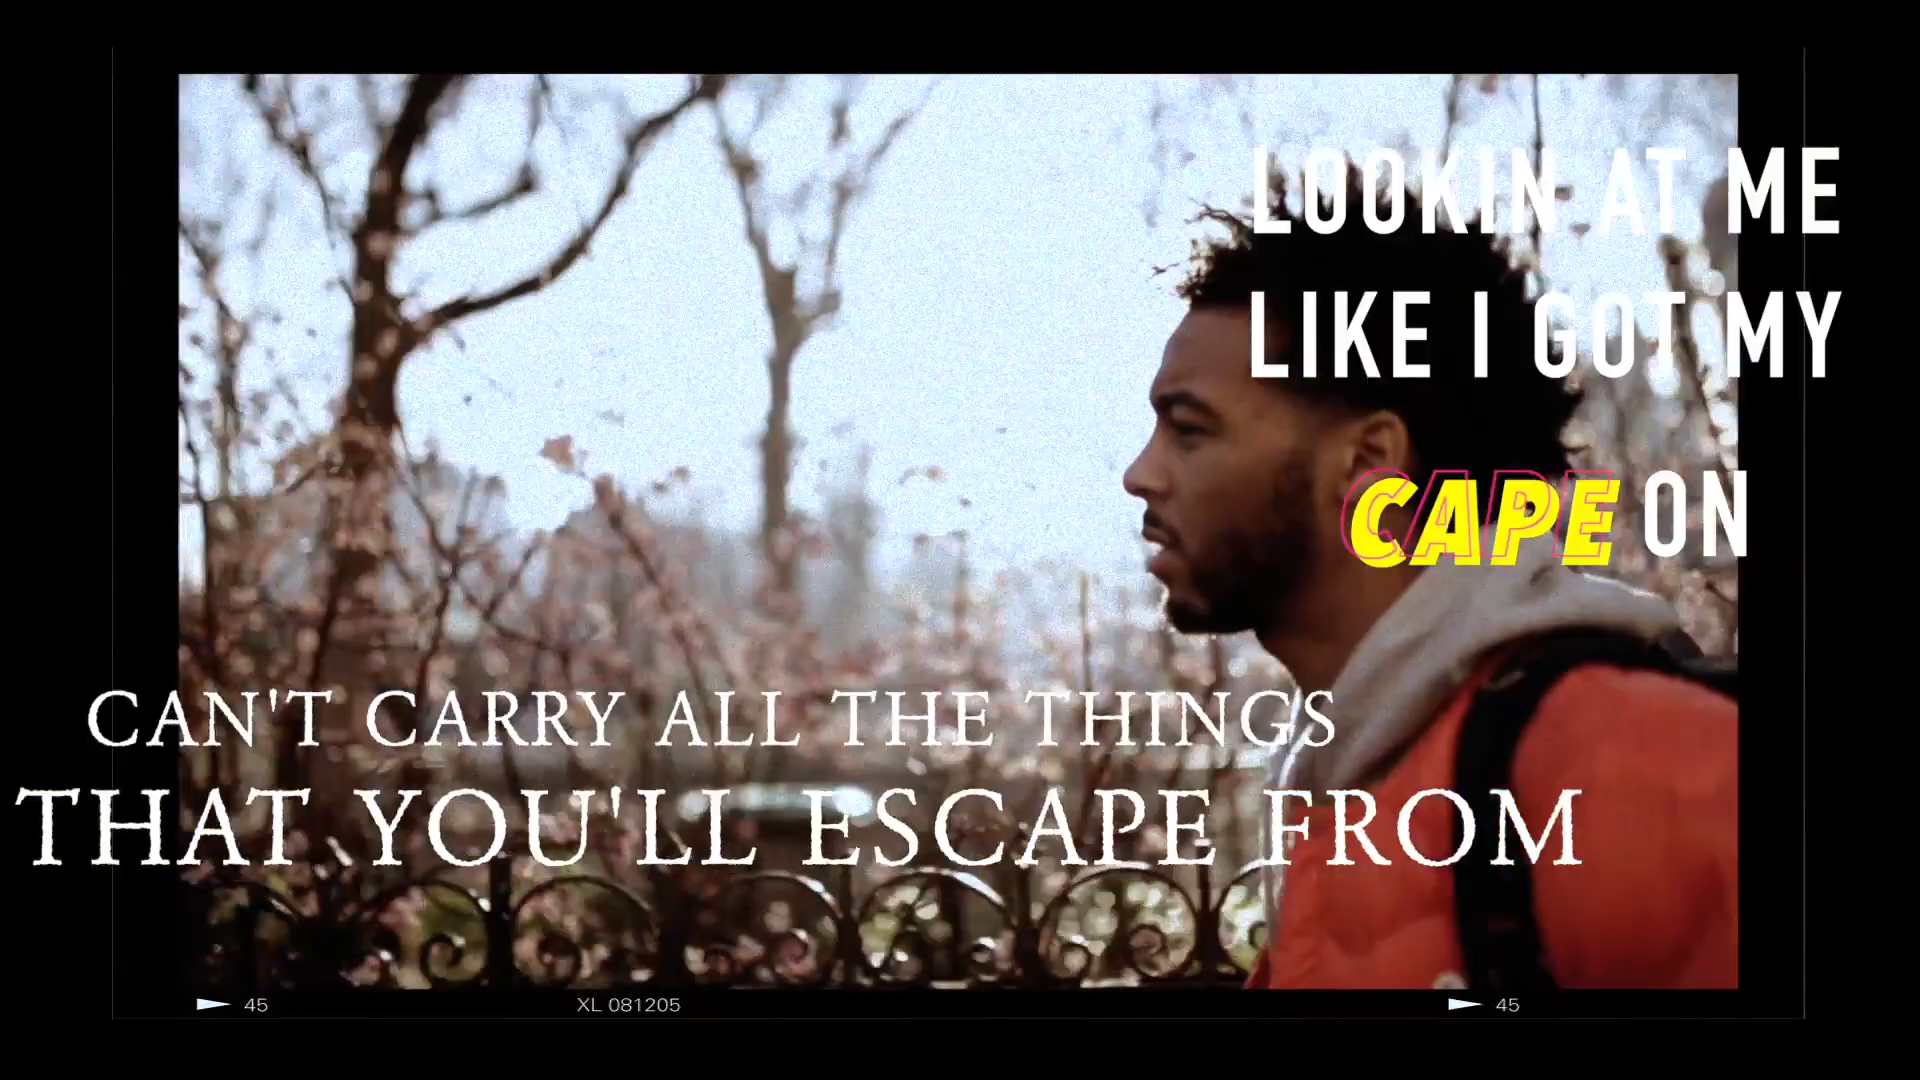 LOOKIN AT ME
LIKE I GOT MY
CAPE ON
CAN'T CARRY ALL THE THINGS
THAT YOU'LL ESCAPE FROM
45 XL 081205 45